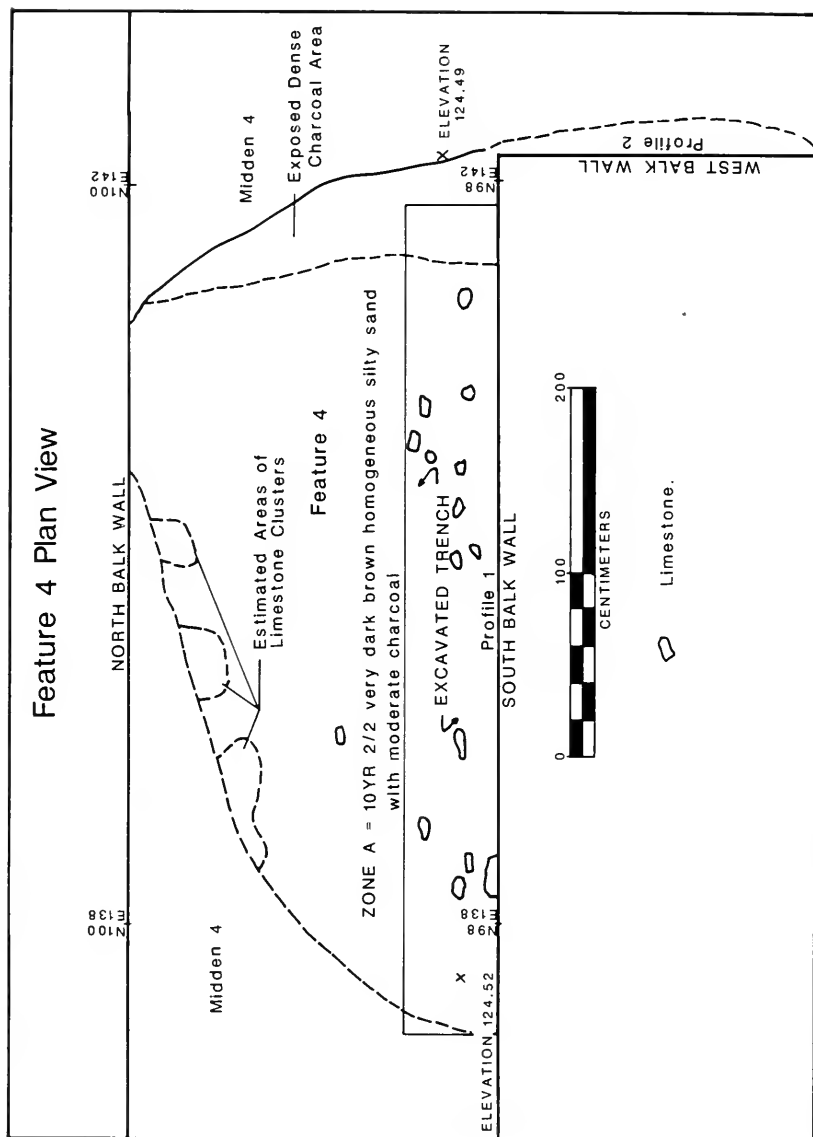 Feature 4 Plan View
NORTH BALK WALL
N100
E138
N100
E142
Midden 4
Estimated Areas of
Limestone Clusters
Midden 4
Exposed Dense
Charcoal Area
Feature 4
ZONE A = 10YR 2/2 very dark brown homogeneous silty sand
with moderate charcoal
X
X ELEVATION
124.49
EXCAVATED TRENCH
Profile 1
ELEVATION 124.52
N98
E138
N98
E142
SOUTH BALK WALL
Profile 2
WEST BALK WALL
0
100
200
CENTIMETERS
Limestone.